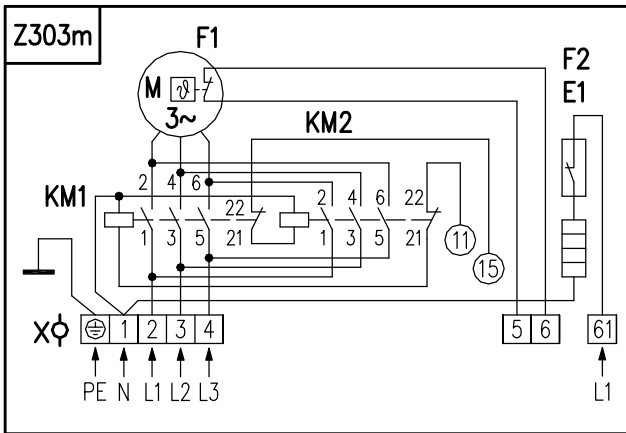 Z303m
F1
F2
E1
M ϑ
3~
KM2
KM1
2 4 6 22 2 4 6 22
1 3 5 21 1 3 5 21
11
15
X 1 2 3 4 5 6 61
PE N L1 L2 L3 L1